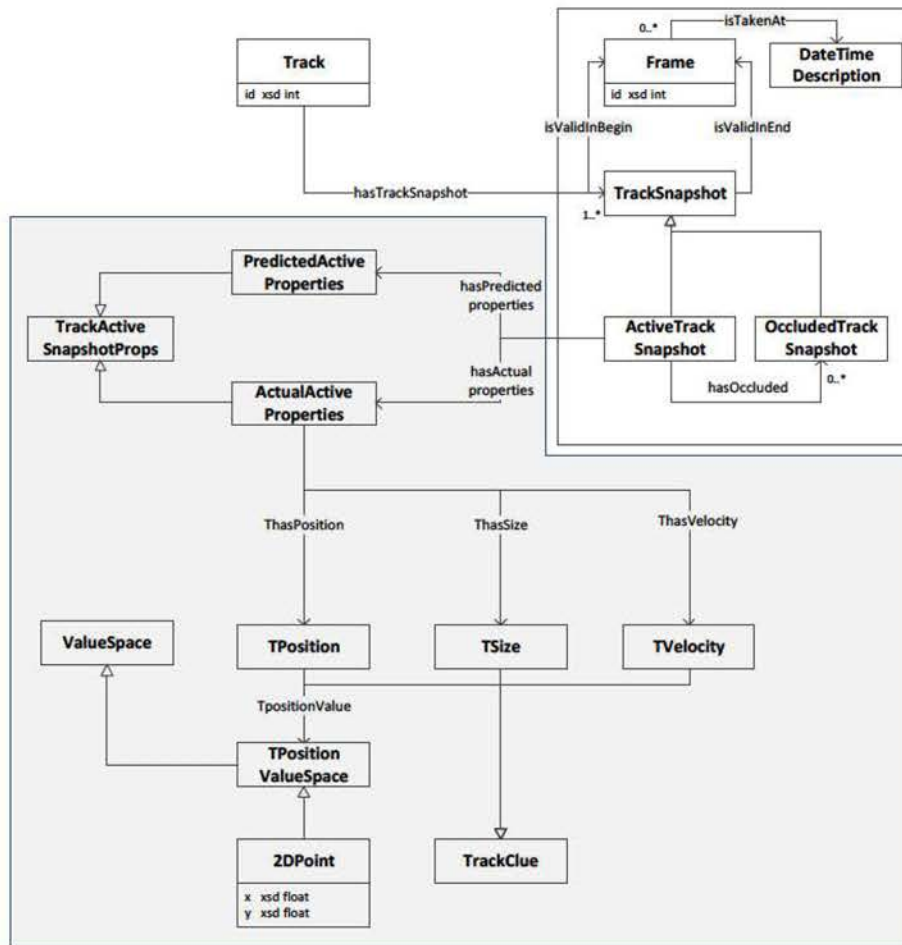 isTakenAt
0..*
Track
id xsd int
Frame
id xsd int
DateTime
Description
isValidInBegin
isValidInEnd
hasTrackSnapshot
TrackSnapshot
1..*
PredictedActive
Properties
hasPredicted
properties
TrackActive
SnapshotProps
ActiveTrack
Snapshot
OccludedTrack
Snapshot
hasActual
properties
ActualActive
Properties
hasOccluded
0..*
ThasPosition
ThasSize
ThasVelocity
ValueSpace
TPosition
TSize
TVelocity
TpositionValue
TPosition
ValueSpace
2DPoint
x xsd float
y xsd float
TrackClue